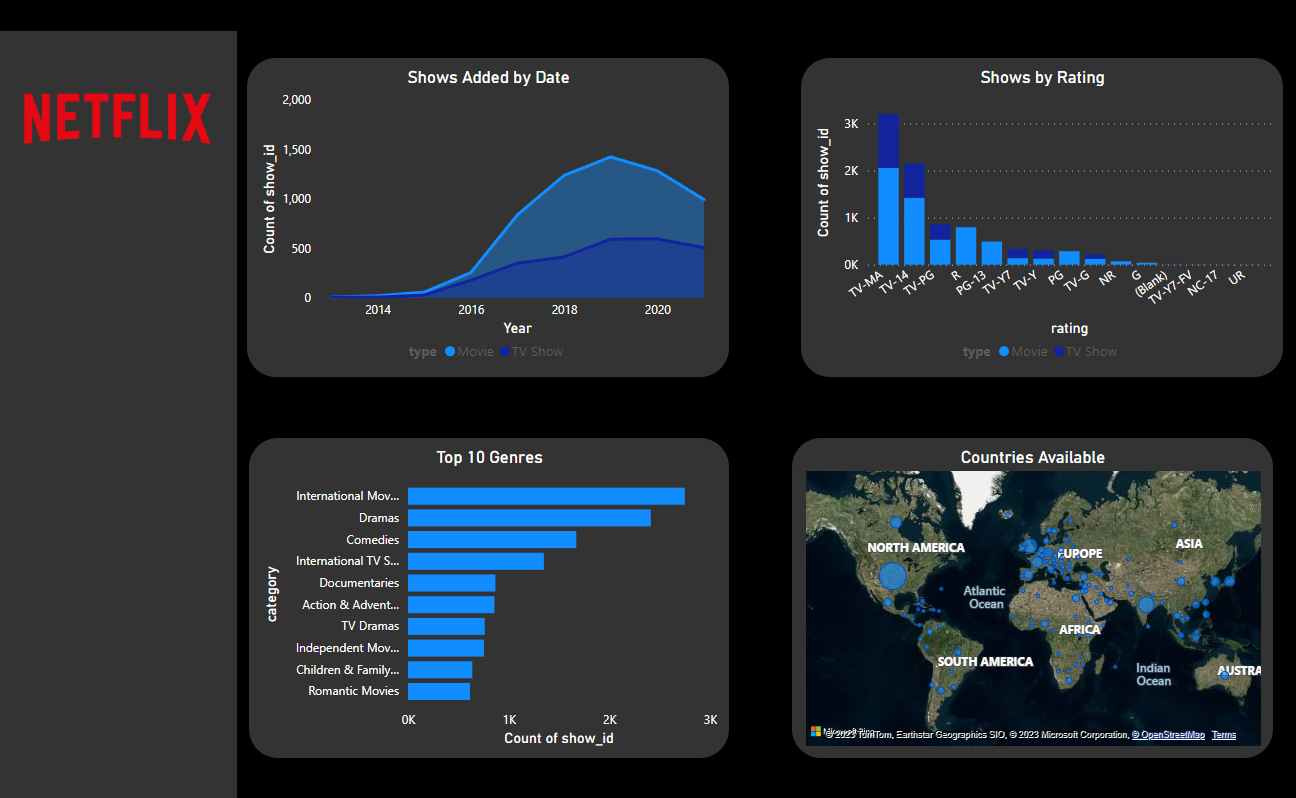 NETFLIX
Shows Added by Date
Count of show_id
2,000
1,500
1,000
500
0
2014 2016 2018 2020
Year
type Movie TV Show
Shows by Rating
Count of show_id
3K
2K
1K
0K
TV-MA TV-14 TV-PG R PG-13 TV-Y7 TV-Y PG TV-G NR G (Blank) TV-Y7-FV NC-17 UR
rating
type Movie TV Show
Top 10 Genres
category
International Mov...
Dramas
Comedies
International TV S...
Documentaries
Action & Advent...
TV Dramas
Independent Mov...
Children & Family...
Romantic Movies
0K 1K 2K 3K
Count of show_id
Countries Available
NORTH AMERICA
EUROPE
ASIA
Atlantic
Ocean
AFRICA
SOUTH AMERICA
Indian
Ocean
AUSTRA
© 2023 TomTom, Earthstar Geographics SIO, © 2023 Microsoft Corporation, © OpenStreetMap Terms